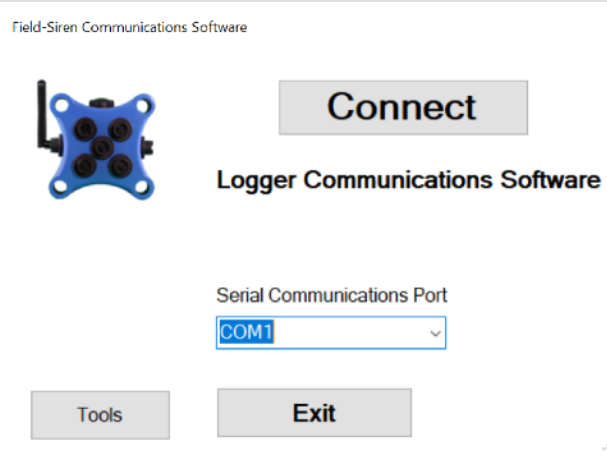 Field-Siren Communications Software
Connect
Logger Communications Software
Serial Communications Port
COM1
Tools
Exit